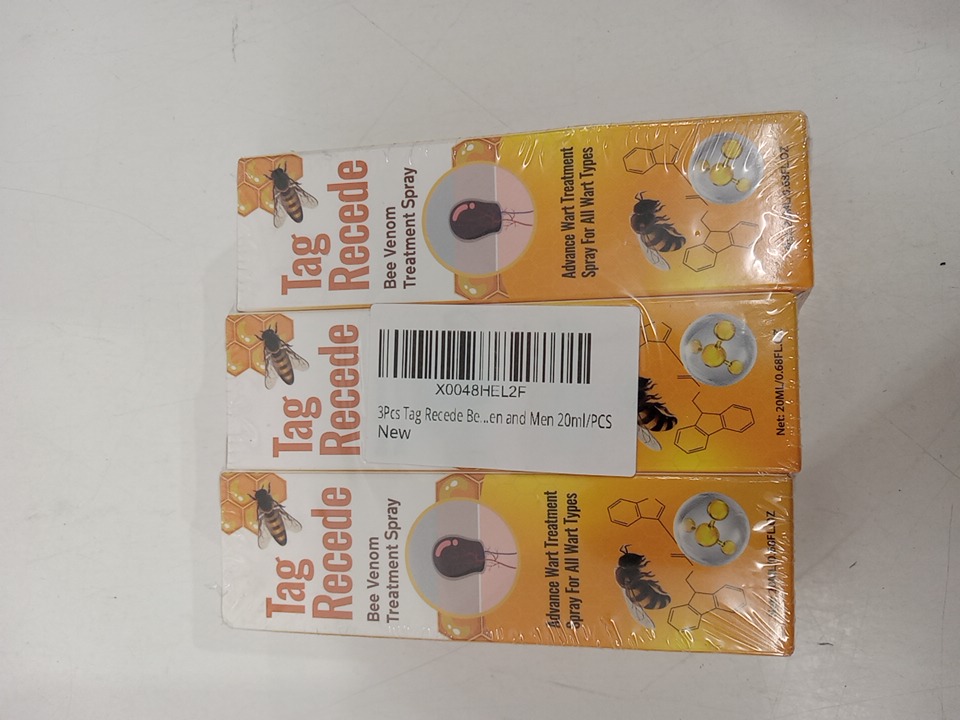 Tag
Recede
Bee Venom
Treatment Spray
Advance Wart Treatment
Spray For All Wart Types
Tag
Recede
X0048HEL2F
3Pcs Tag Recede Be...en and Men 20ml/PCS
New
Net: 20ML/0.68FL.OZ
Tag
Recede
Bee Venom
Treatment Spray
Advance Wart Treatment
Spray For All Wart Types